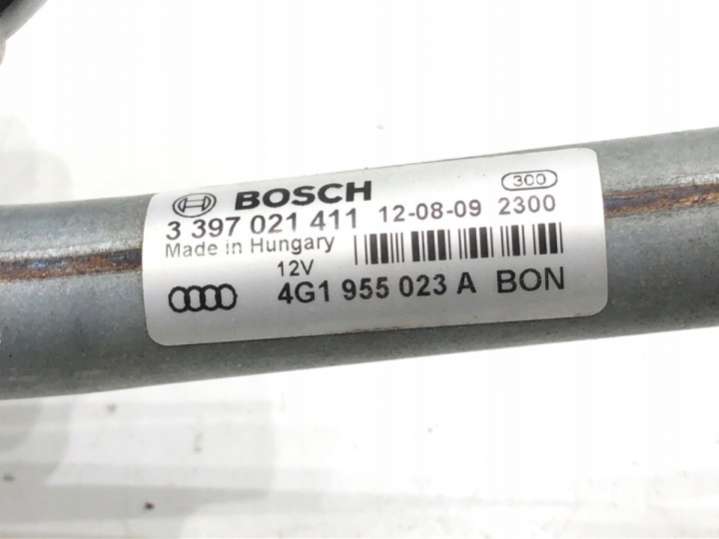 BOSCH 300
3 397 021 411 12-08-09 2300
Made in Hungary
12V
4G1 955 023 A BON